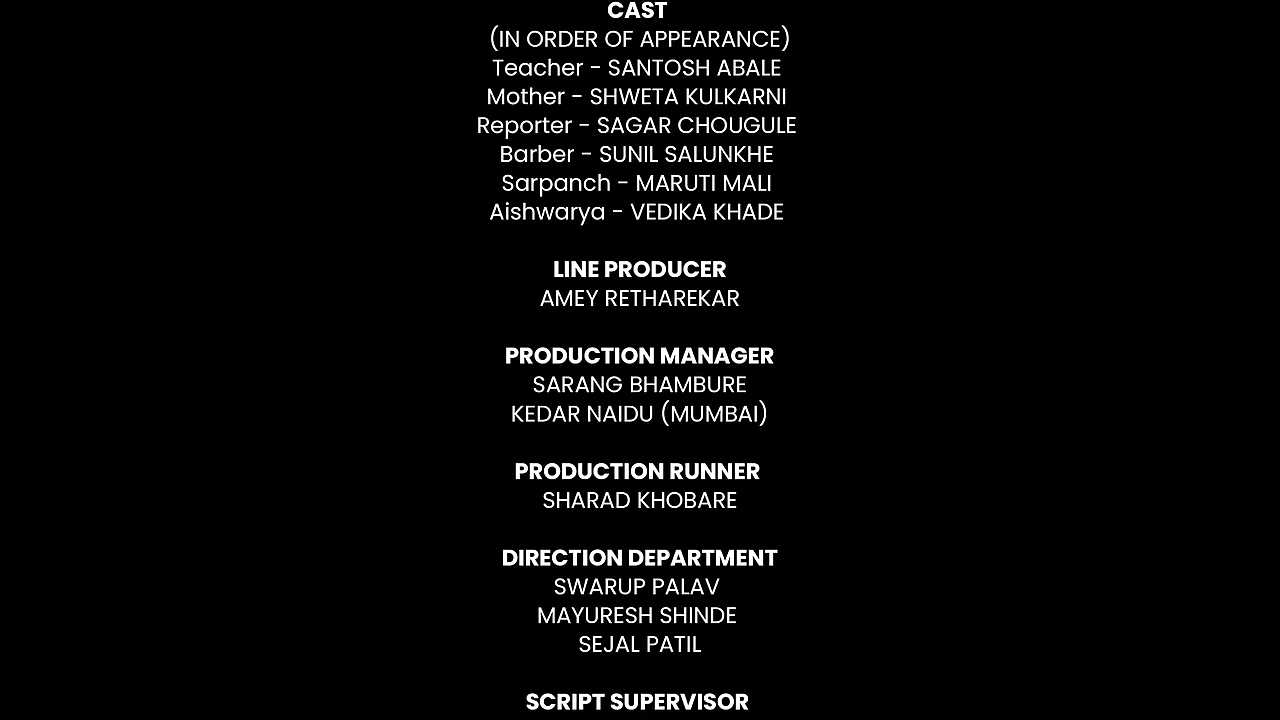 CAST
(IN ORDER OF APPEARANCE)
Teacher - SANTOSH ABALE
Mother - SHWETA KULKARNI
Reporter - SAGAR CHOUGULE
Barber - SUNIL SALUNKHE
Sarpanch - MARUTI MALI
Aishwarya - VEDIKA KHADE
LINE PRODUCER
AMEY RETHAREKAR
PRODUCTION MANAGER
SARANG BHAMBURE
KEDAR NAIDU (MUMBAI)
PRODUCTION RUNNER
SHARAD KHOBARE
DIRECTION DEPARTMENT
SWARUP PALAV
MAYURESH SHINDE
SEJAL PATIL
SCRIPT SUPERVISOR